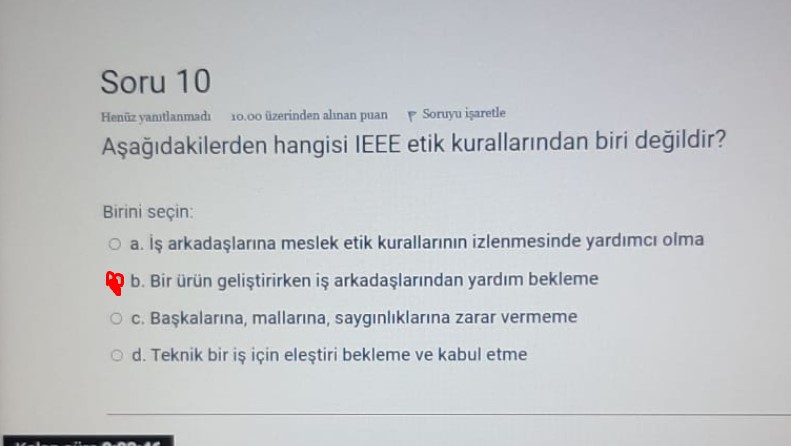 Soru 10
Henüz yanıtlanmadı 10,00 üzerinden alınan puan Soruyu işaretle
Aşağıdakilerden hangisi IEEE etik kurallarından biri değildir?
Birini seçin:
a. İş arkadaşlarına meslek etik kurallarının izlenmesinde yardımcı olma
b. Bir ürün geliştirirken iş arkadaşlarından yardım bekleme
c. Başkalarına, mallarına, saygınlıklarına zarar vermeme
d. Teknik bir iş için eleştiri bekleme ve kabul etme